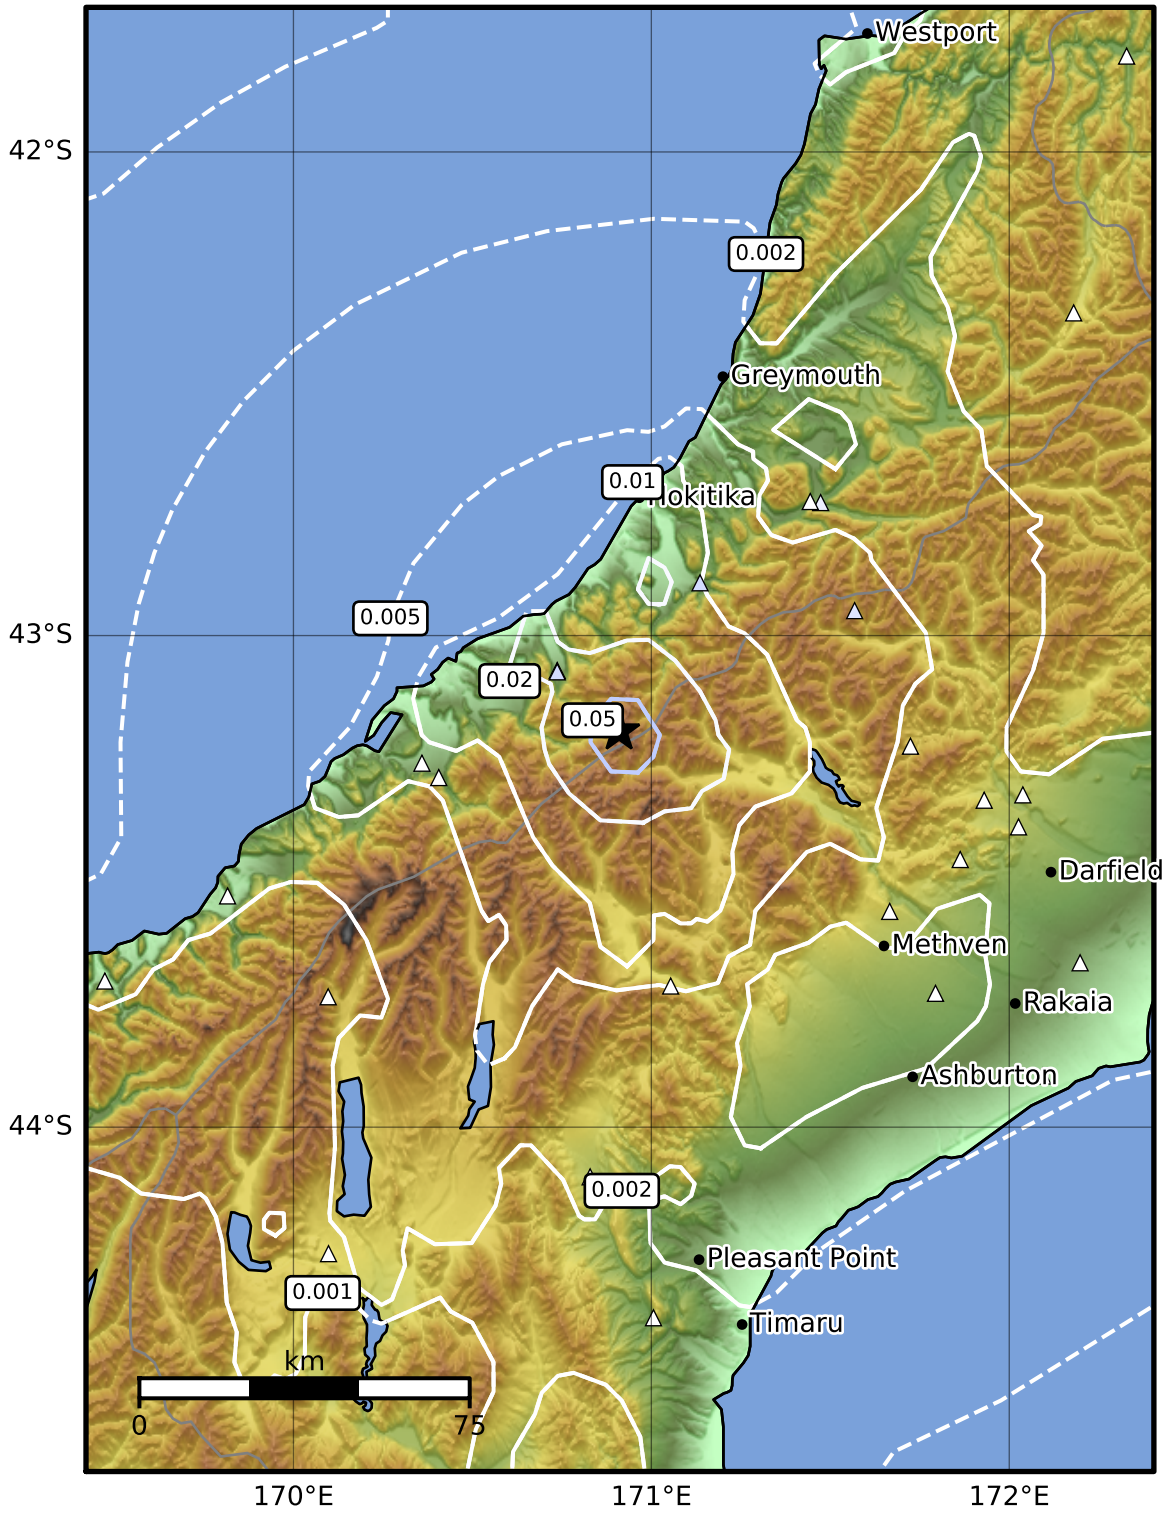 Westport
42°S
0.002
Greymouth
0.01
Hokitika
0.005
43°S
0.02
0.05
Darfield
Methven
Rakaia
Ashburton
44°S
0.002
Pleasant Point
0.001
Timaru
km
0 75
170°E 171°E 172°E